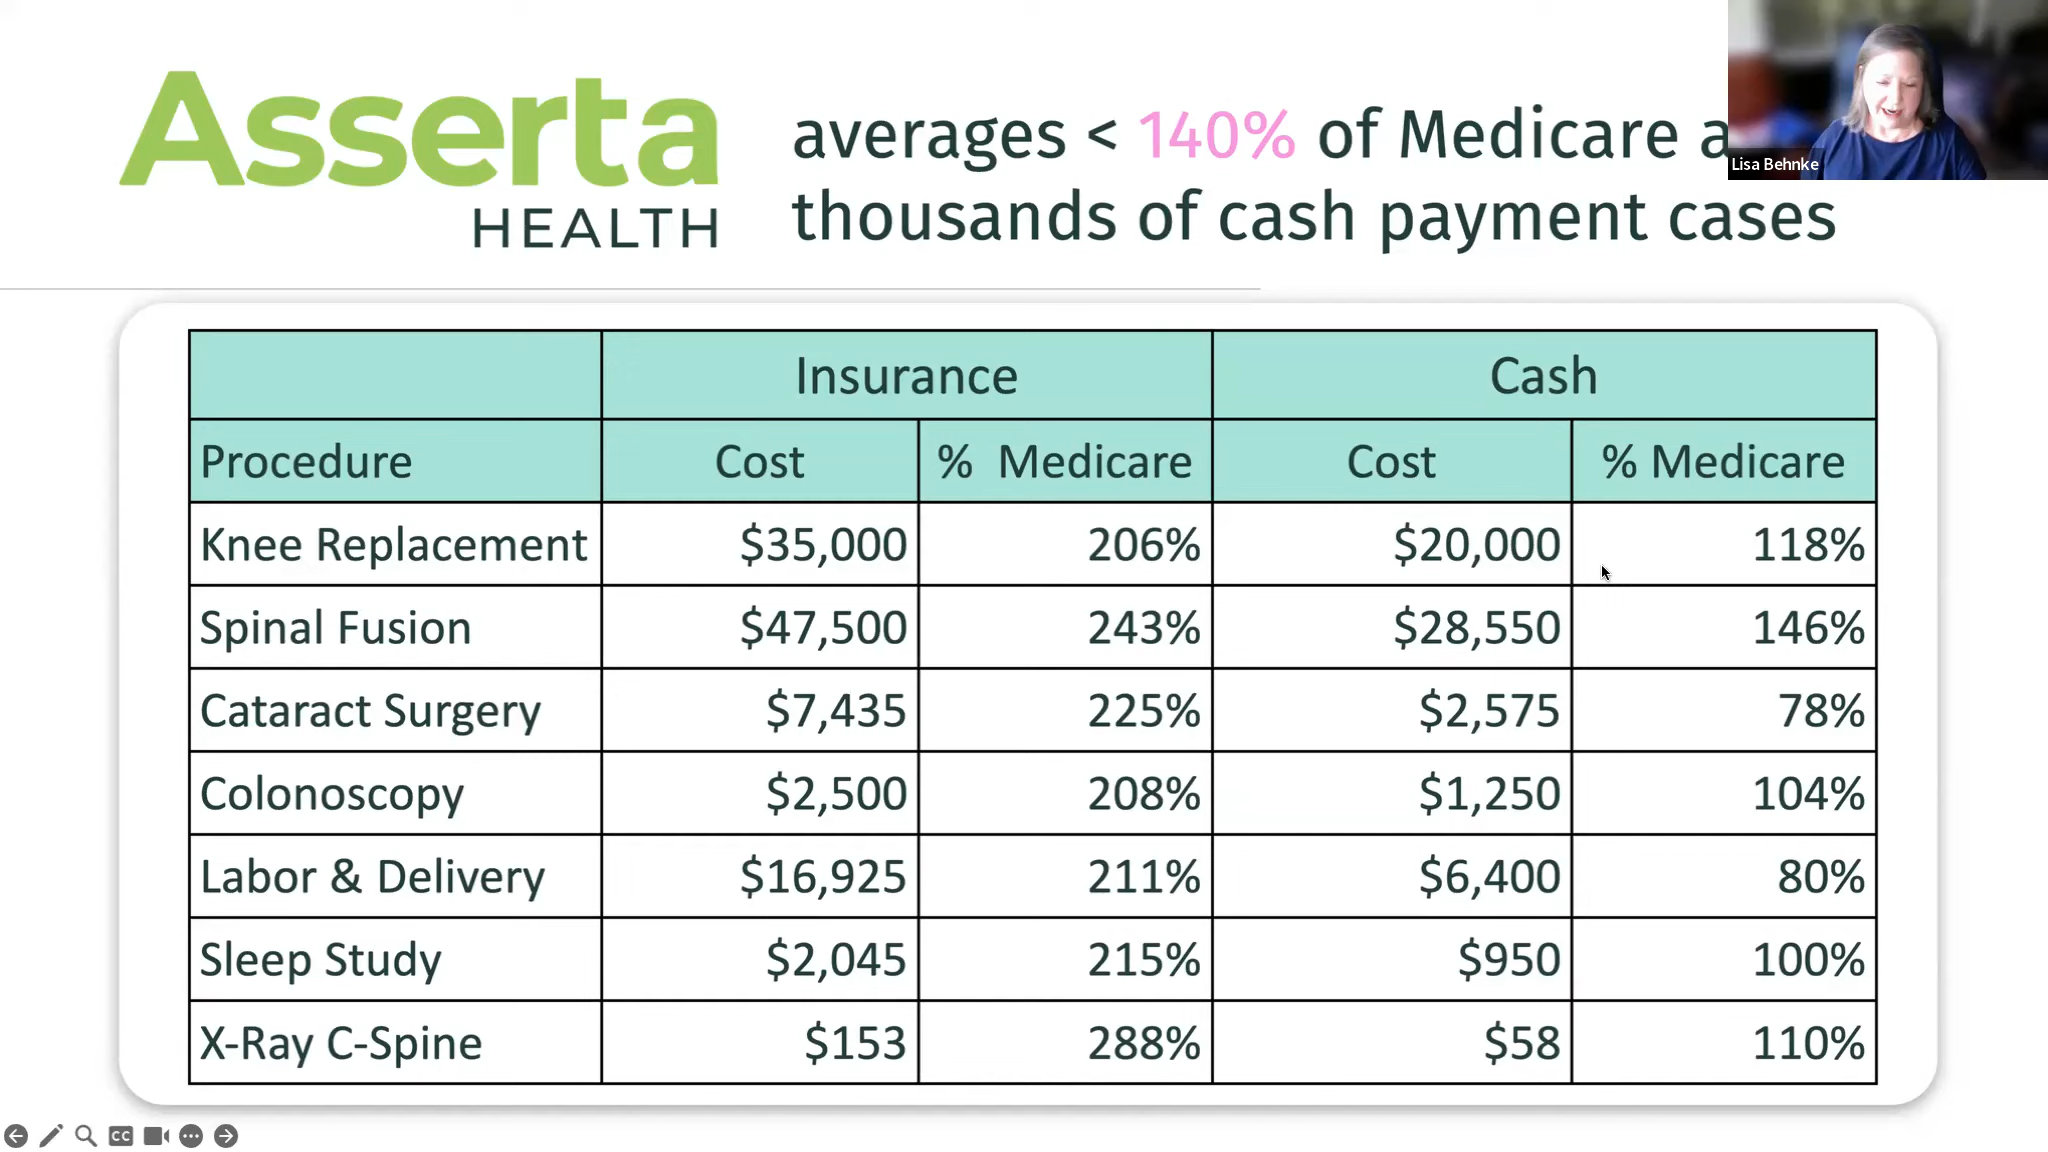 Asserta
HEALTH
averages < 140% of Medicare
thousands of cash payment cases
Lisa Behnke
Insurance Cash
Procedure Cost % Medicare Cost % Medicare
Knee Replacement $35,000 206% $20,000 118%
Spinal Fusion $47,500 243% $28,550 146%
Cataract Surgery $7,435 225% $2,575 78%
Colonoscopy $2,500 208% $1,250 104%
Labor & Delivery $16,925 211% $6,400 80%
Sleep Study $2,045 215% $950 100%
X-Ray C-Spine $153 288% $58 110%
CC